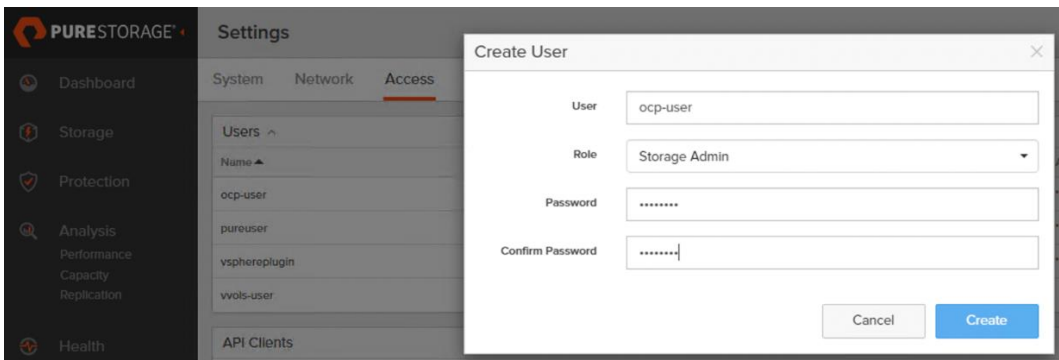 PURESTORAGE®
Settings
Create User
Dashboard
System Network Access
User ocp-user
Storage
Users
Role Storage Admin
Name
Protection
ocp-user
Password ••••••••
Analysis
pureuser
Performance
Confirm Password ••••••••
Capacity
vsphereplugin
Replication
vvols-user
Cancel Create
Health
API Clients